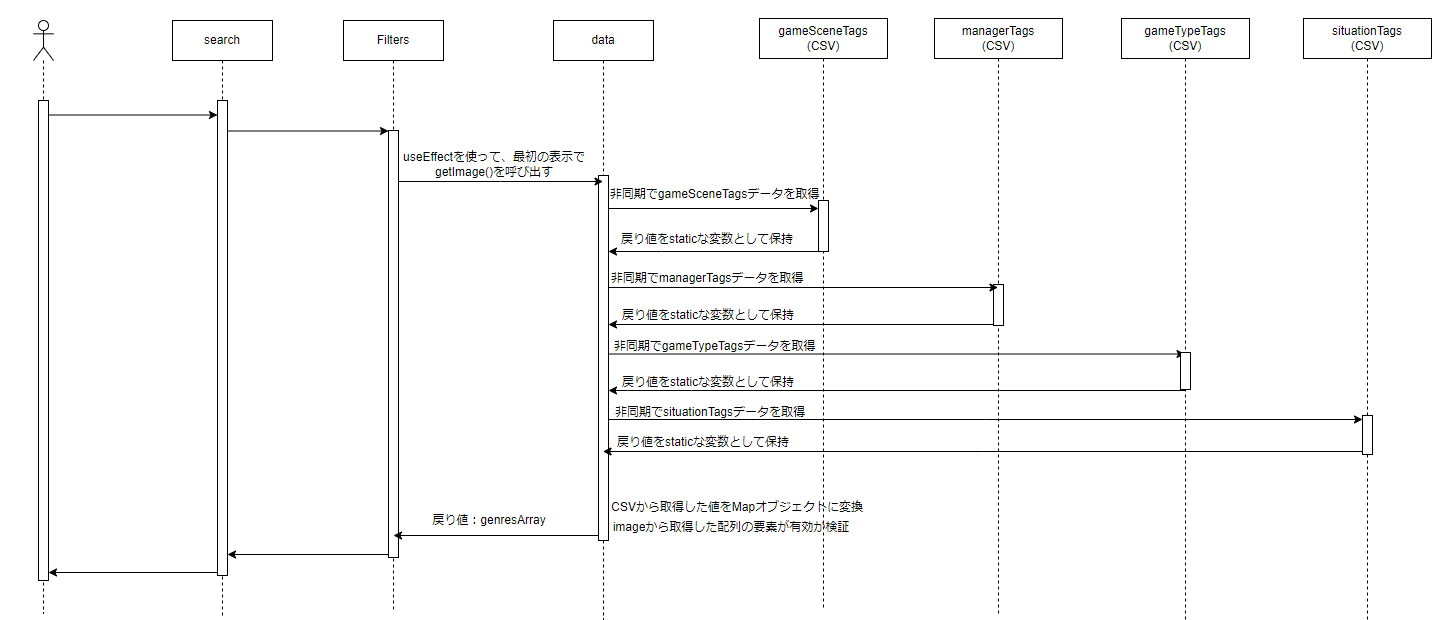 search
Filters
data
gameSceneTags
(CSV)
managerTags
(CSV)
gameTypeTags
(CSV)
situationTags
(CSV)
useEffectを使って、最初の表示で
getImage()を呼び出す
非同期でgameSceneTagsデータを取得
戻り値をstaticな変数として保持
非同期でmanagerTagsデータを取得
戻り値をstaticな変数として保持
非同期でgameTypeTagsデータを取得
戻り値をstaticな変数として保持
非同期でsituationTagsデータを取得
戻り値をstaticな変数として保持
CSVから取得した値をMapオブジェクトに変換
戻り値：genresArray
imageから取得した配列の要素が有効か検証